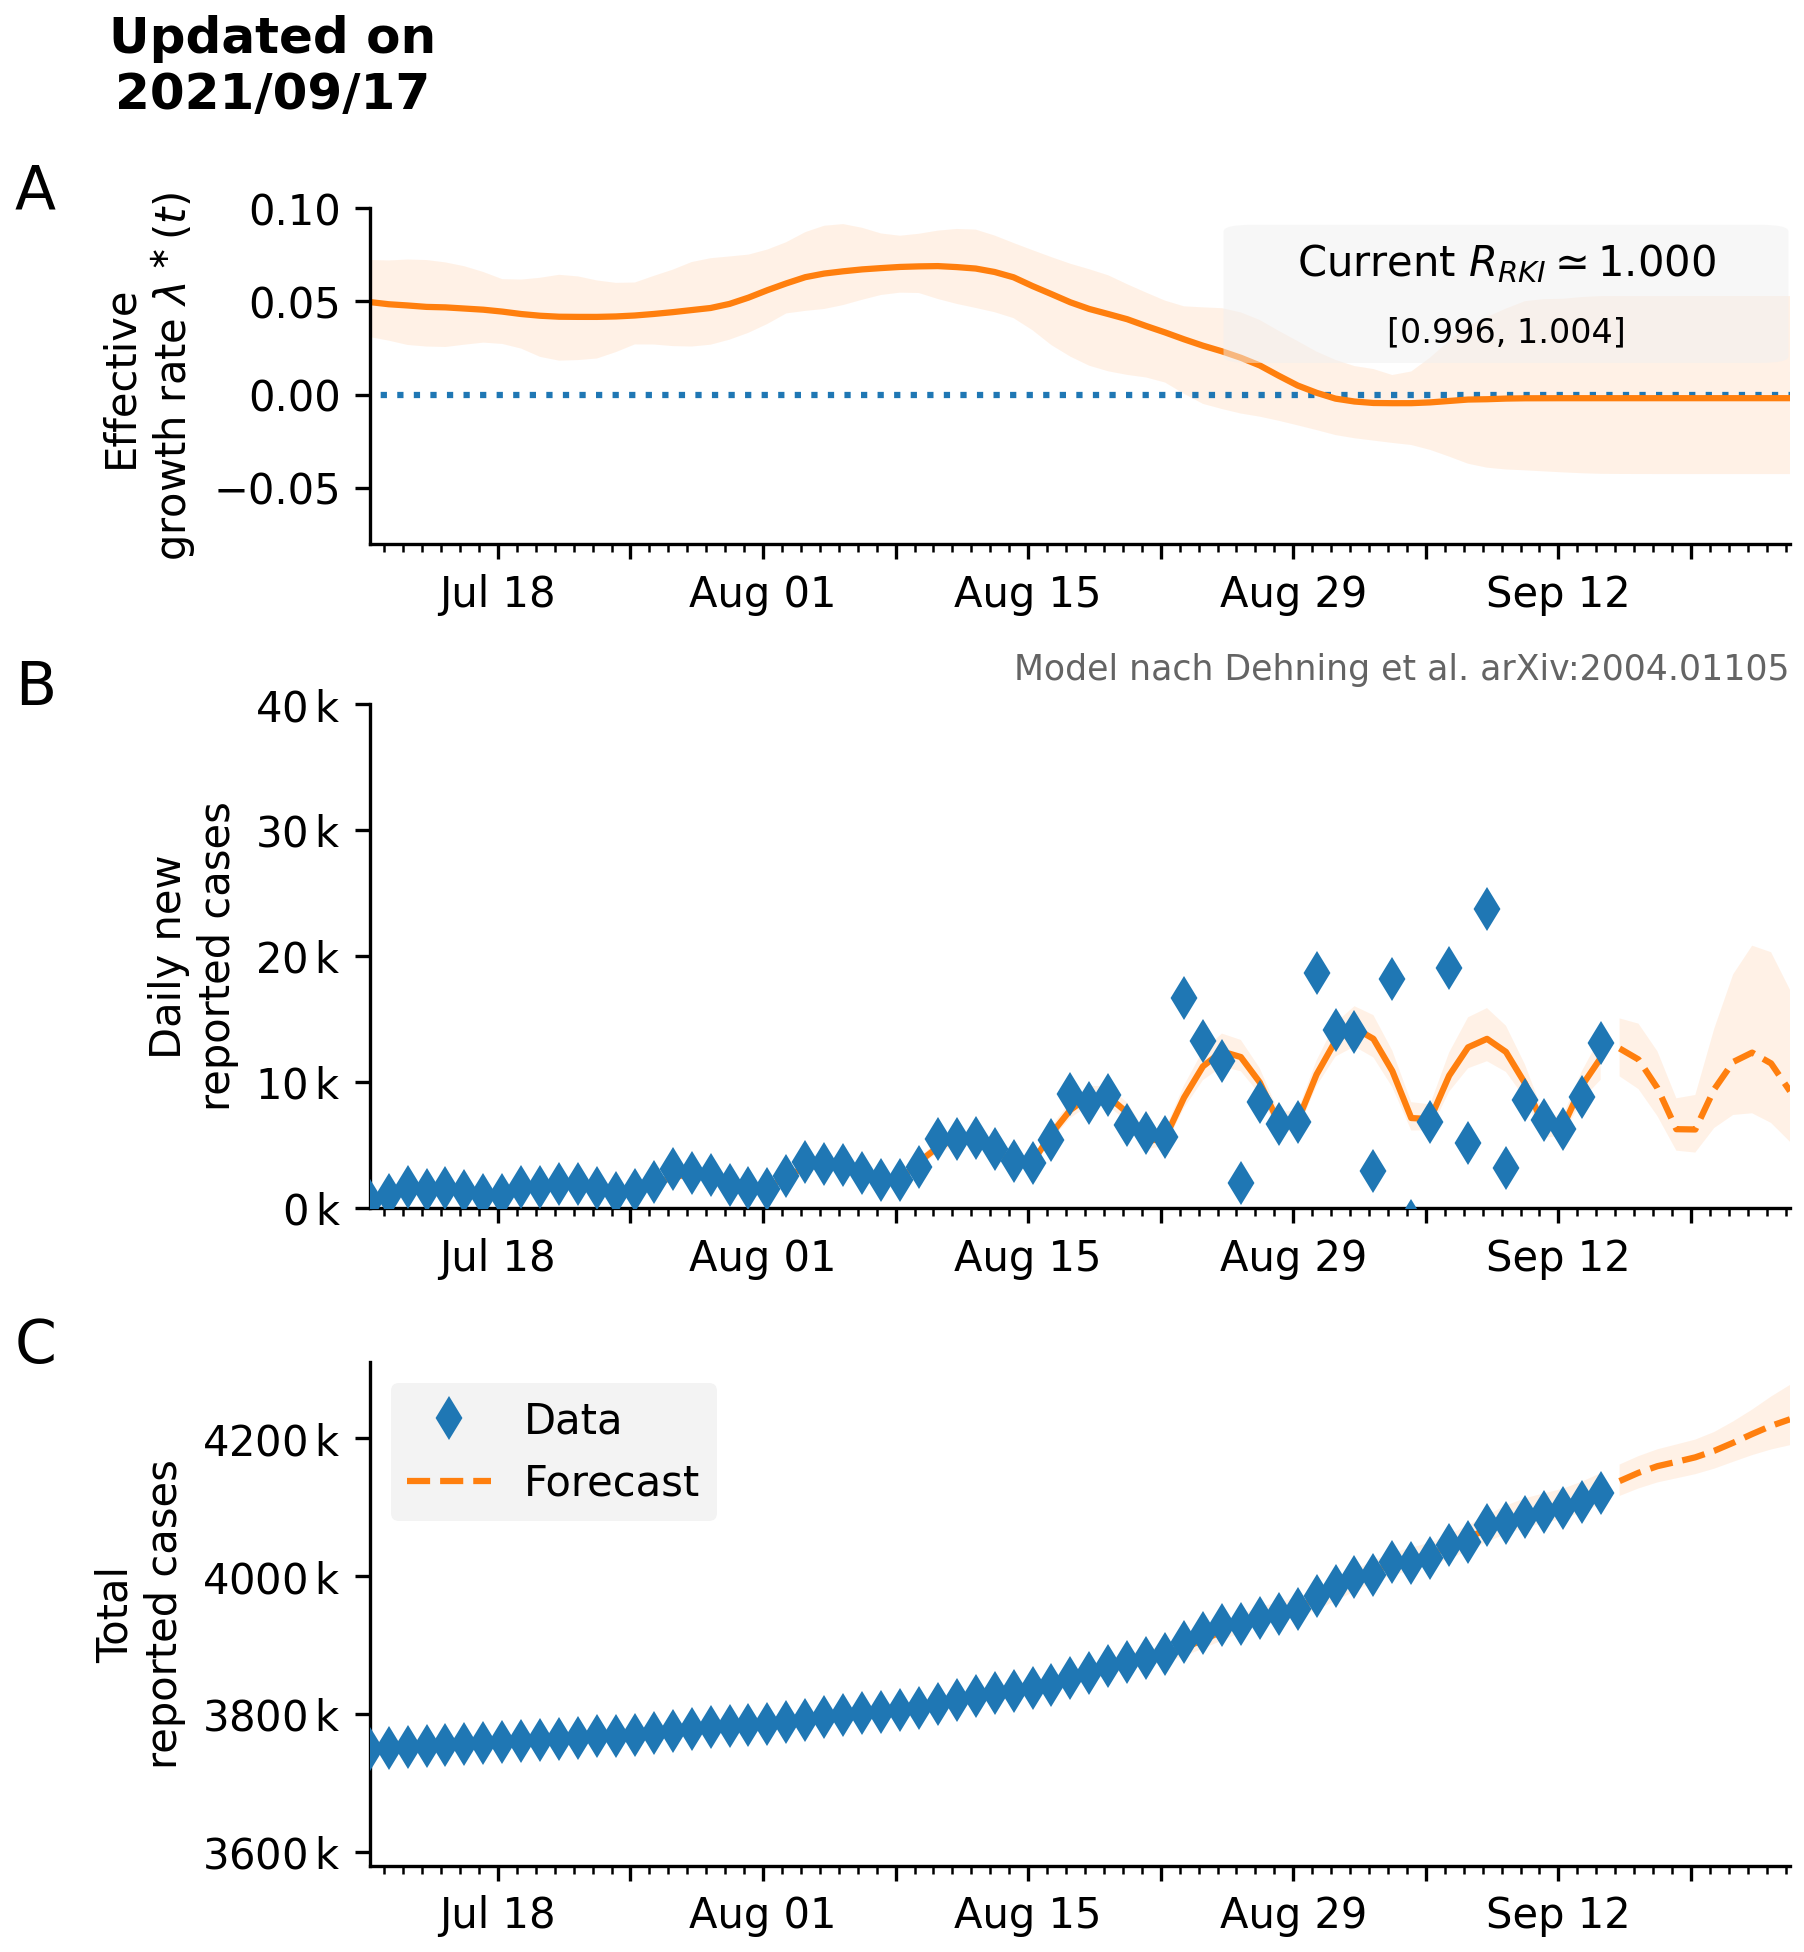 Updated on
2021/09/17
A
Effective
growth rate λ * (t)
0.10
0.05
0.00
−0.05
Current R_RKI ≃ 1.000
[0.996, 1.004]
Jul 18
Aug 01
Aug 15
Aug 29
Sep 12
Model nach Dehning et al. arXiv:2004.01105
B
Daily new
reported cases
40 k
30 k
20 k
10 k
0 k
Jul 18
Aug 01
Aug 15
Aug 29
Sep 12
C
Total
reported cases
4200 k
4000 k
3800 k
3600 k
Data
Forecast
Jul 18
Aug 01
Aug 15
Aug 29
Sep 12